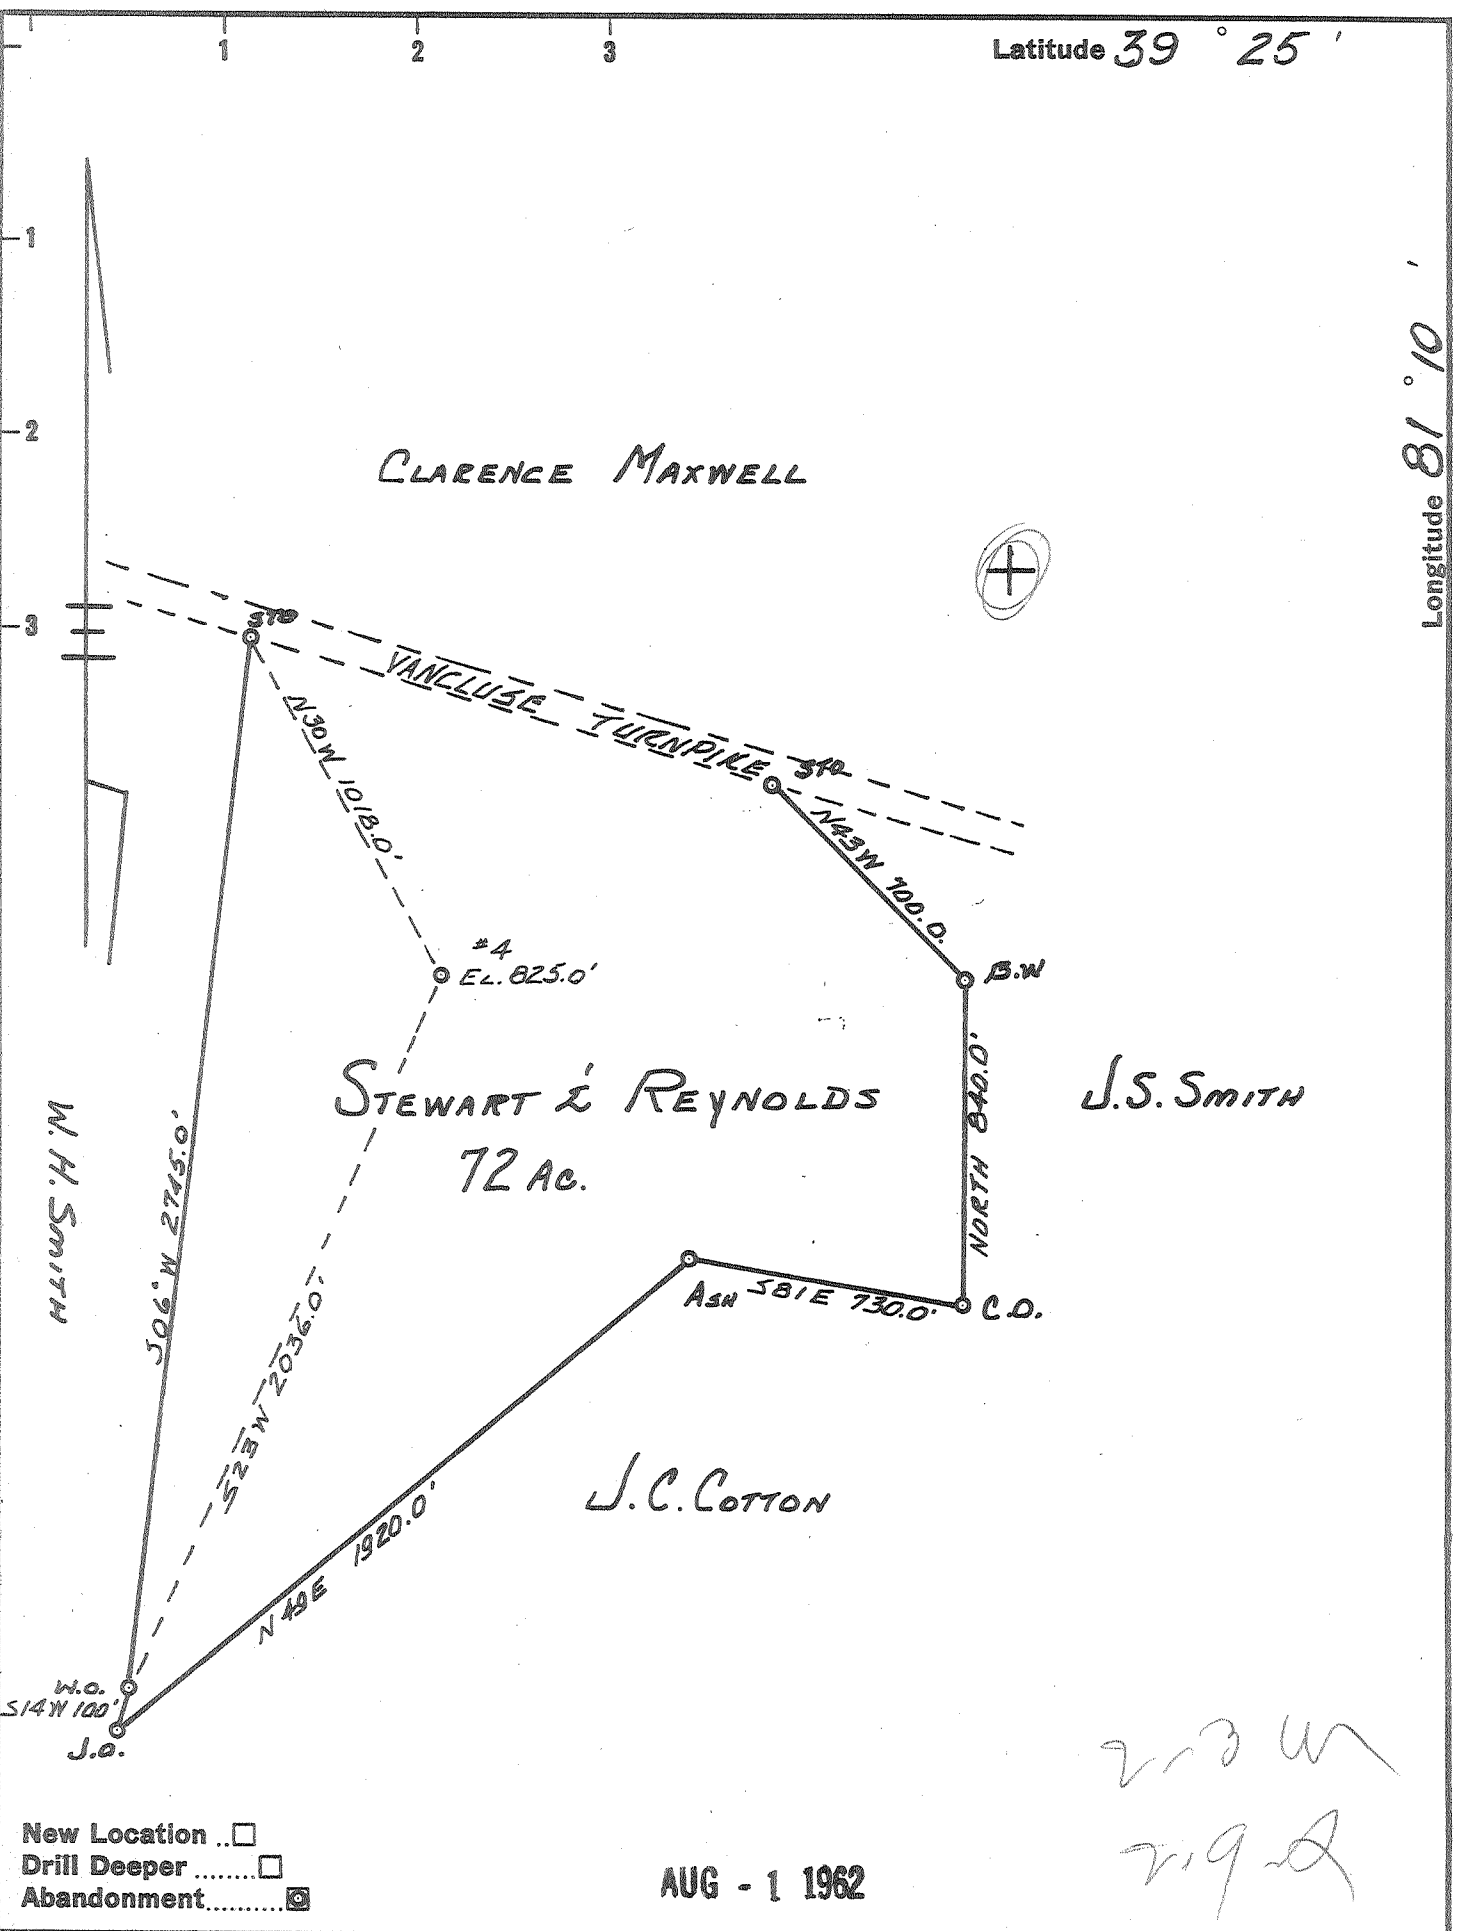 1 2 3
Latitude 39 ° 25 '
1
2
3
Longitude 81 ° 10 '
CLARENCE MAXWELL
STO
VANCLUSE TURNPIKE
STO
N30W 1018.0'
N43W 700.0.
#4
EL. 825.0'
B.W
STEWART & REYNOLDS
72 AC.
J.S. SMITH
NORTH 840.0'
W.H. SMITH
S06°W 2745.0'
S23W 2036.0'
ASH
S81E 730.0'
C.O.
J.C. COTTON
N49E 1920.0'
W.O.
S14W 100'
J.O.
New Location ..
Drill Deeper ........
Abandonment..........
AUG - 1 1962